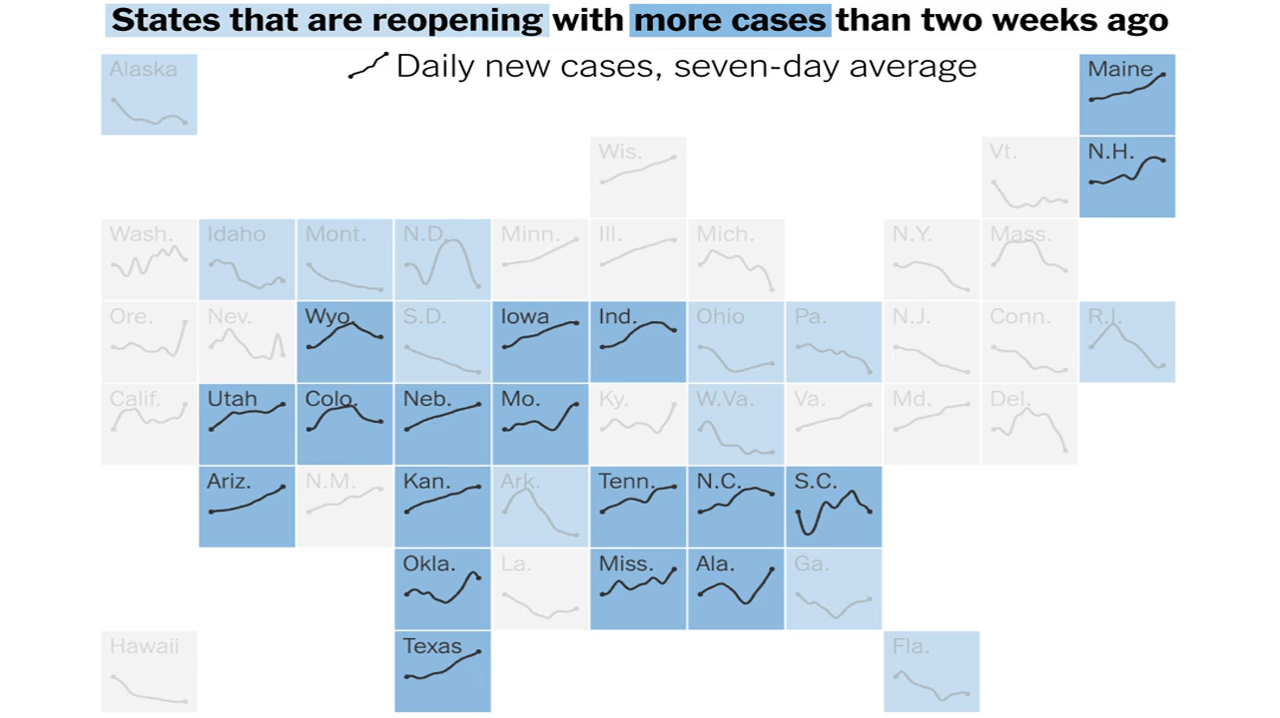 States that are reopening with more cases than two weeks ago
Daily new cases, seven-day average
Alaska
Maine
Wis.
Vt.
N.H.
Wash.
Idaho
Mont.
N.D.
Minn.
Ill.
Mich.
N.Y.
Mass.
Ore.
Nev.
Wyo.
S.D.
Iowa
Ind.
Ohio
Pa.
N.J.
Conn.
R.I.
Calif.
Utah
Colo.
Neb.
Mo.
Ky.
W.Va.
Va.
Md.
Del.
Ariz.
N.M.
Kan.
Ark.
Tenn.
N.C.
S.C.
Okla.
La.
Miss.
Ala.
Ga.
Hawaii
Texas
Fla.